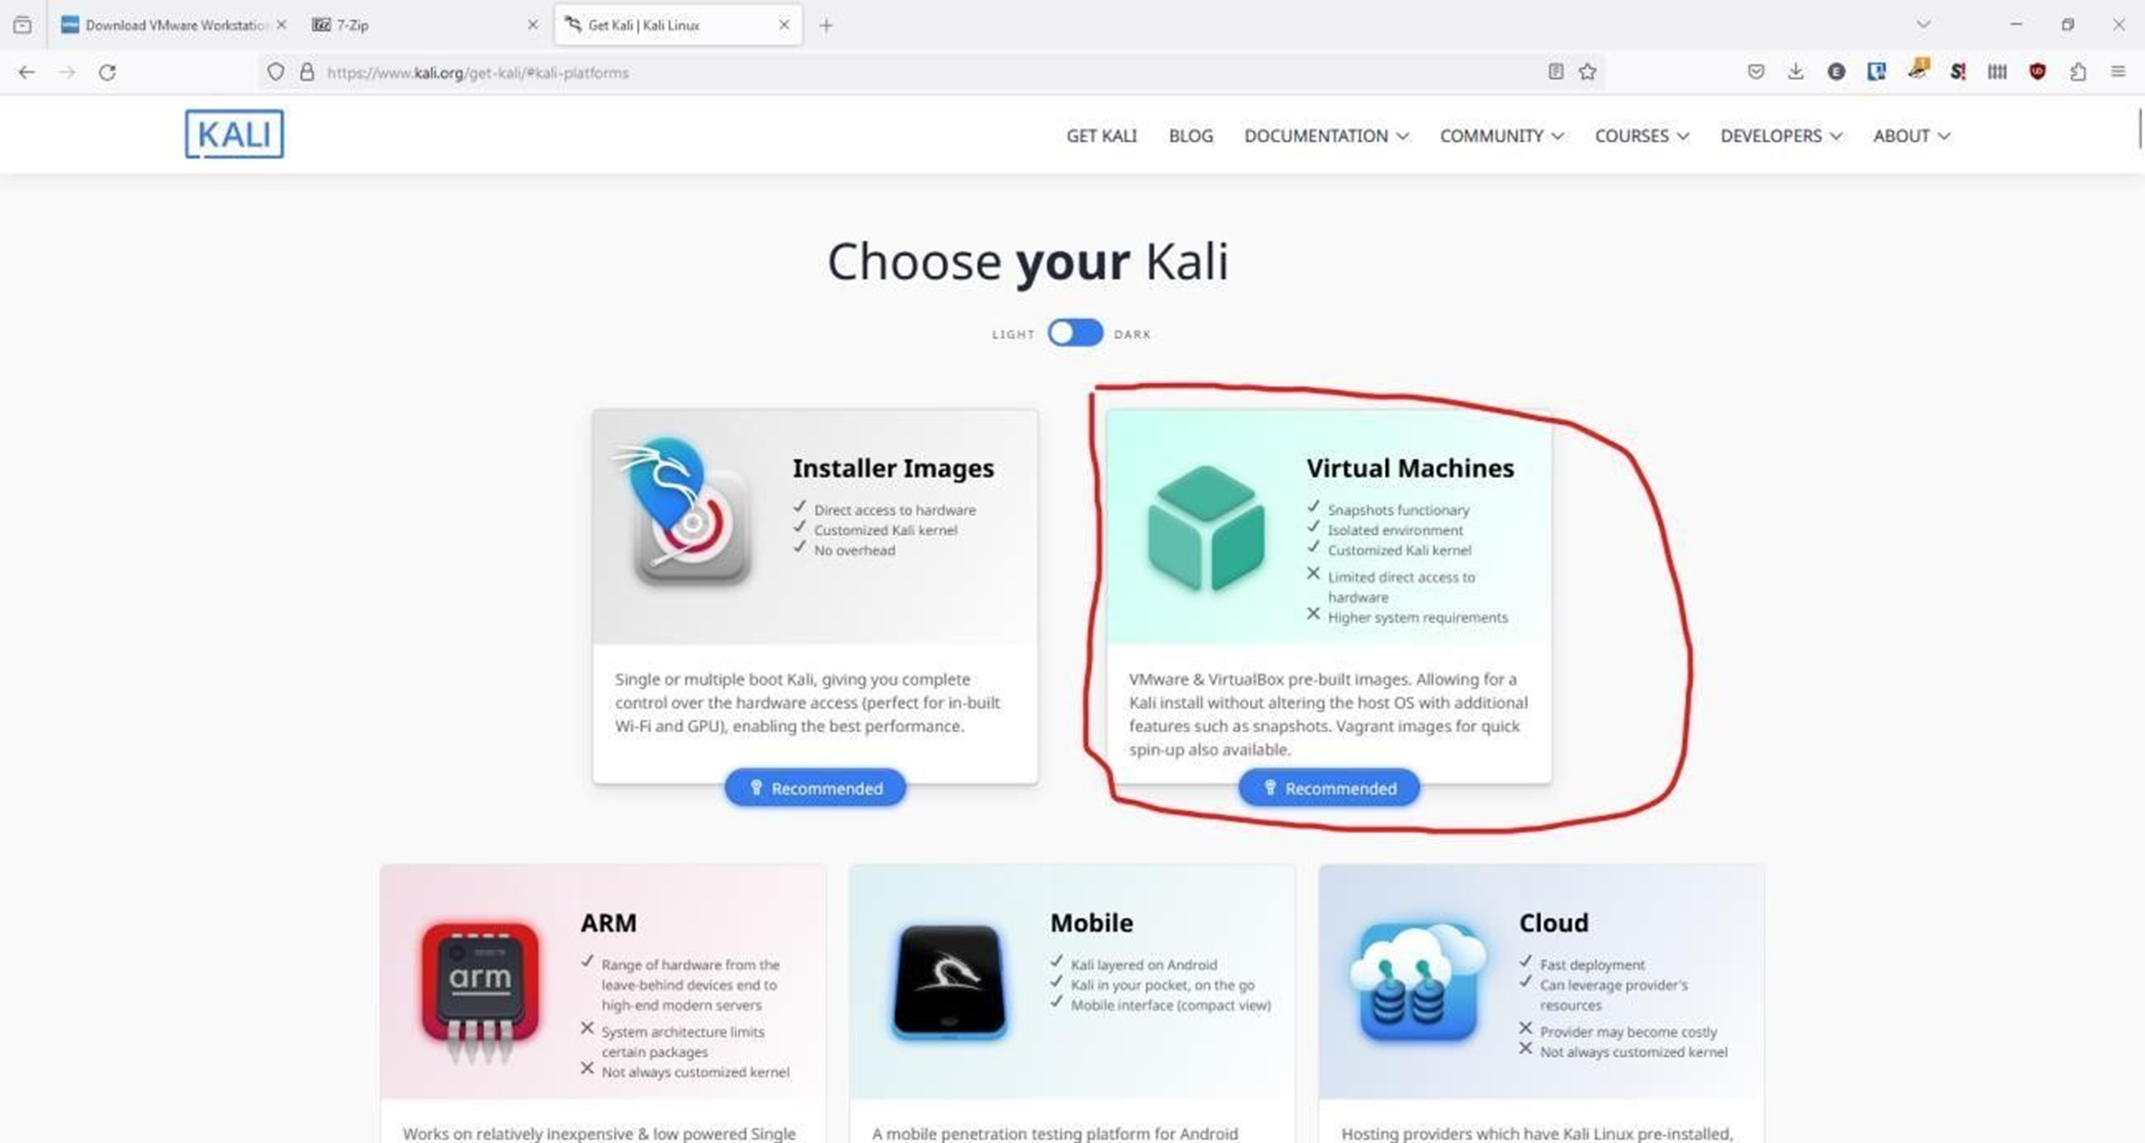 Download VMware Workstatio
7-Zip
Get Kali | Kali Linux
https://www.kali.org/get-kali/#kali-platforms
KALI
GET KALI
BLOG
DOCUMENTATION
COMMUNITY
COURSES
DEVELOPERS
ABOUT
Choose your Kali
LIGHT
DARK
Installer Images
Direct access to hardware
Customized Kali kernel
No overhead
Single or multiple boot Kali, giving you complete
control over the hardware access (perfect for in-built
Wi-Fi and GPU), enabling the best performance.
Recommended
Virtual Machines
Snapshots functionary
Isolated environment
Customized Kali kernel
Limited direct access to
hardware
Higher system requirements
VMware & VirtualBox pre-built images. Allowing for a
Kali install without altering the host OS with additional
features such as snapshots. Vagrant images for quick
spin-up also available.
Recommended
ARM
arm
Range of hardware from the
leave-behind devices end to
high-end modern servers
System architecture limits
certain packages
Not always customized kernel
Works on relatively inexpensive & low powered Single
Mobile
Kali layered on Android
Kali in your pocket, on the go
Mobile interface (compact view)
A mobile penetration testing platform for Android
Cloud
Fast deployment
Can leverage provider's
resources
Provider may become costly
Not always customized kernel
Hosting providers which have Kali Linux pre-installed,